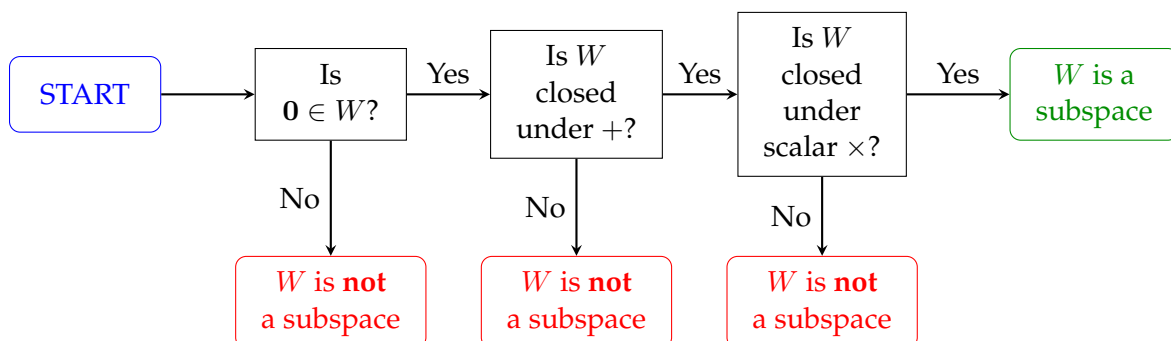 START
Is
𝟎 ∈ W?
Yes
Is W
closed
under +?
Yes
Is W
closed
under
scalar ×?
Yes
W is a
subspace
No
No
No
W is not
a subspace
W is not
a subspace
W is not
a subspace